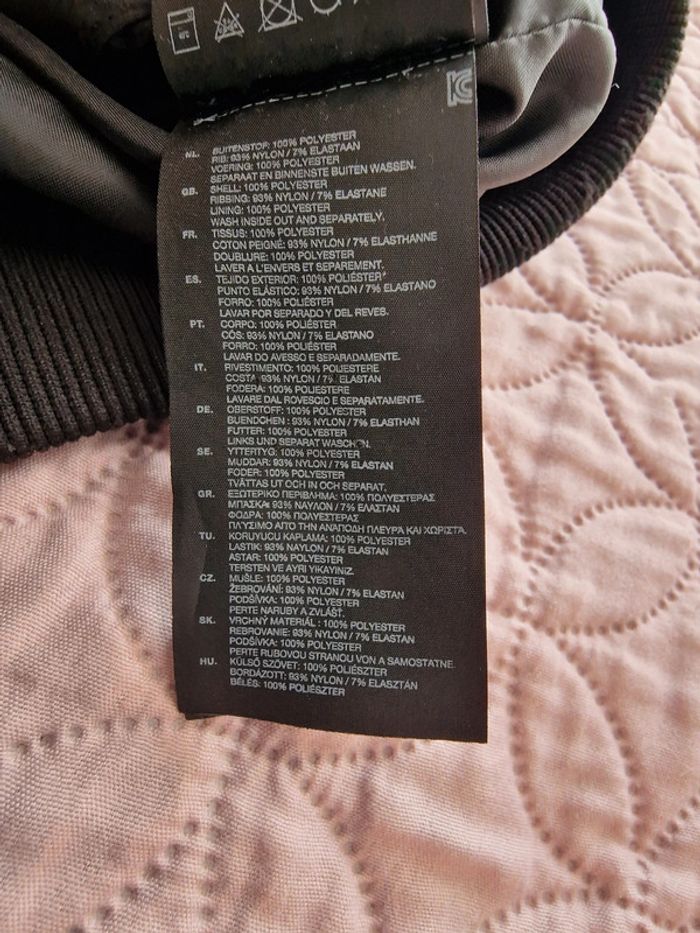 NL. BUITENSTOF: 100% POLYESTER
RIB: 93% NYLON / 7% ELASTAAN
VOERING: 100% POLYESTER
SEPARAAT EN BINNENSTE BUITEN WASSEN.
GB. SHELL: 100% POLYESTER
RIBBING: 93% NYLON / 7% ELASTANE
LINING: 100% POLYESTER
WASH INSIDE OUT AND SEPARATELY.
FR. TISSUS: 100% POLYESTER
COTON PEIGNÉ: 93% NYLON / 7% ELASTHANNE
DOUBLURE: 100% POLYESTER
LAVER A L'ENVERS ET SEPAREMENT.
ES. TEJIDO EXTERIOR: 100% POLIÉSTER
PUNTO ELÁSTICO: 93% NYLON / 7% ELASTANO
FORRO: 100% POLIÉSTER
LAVAR POR SEPARADO Y DEL REVES.
PT. CORPO: 100% POLIÉSTER
CÓS: 93% NYLON / 7% ELASTANO
FORRO: 100% POLIÉSTER
LAVAR DO AVESSO E SEPARADAMENTE.
IT. RIVESTIMENTO: 100% POLIESTERE
COSTA 93% NYLON / 7% ELASTAN
FODERA: 100% POLIESTERE
LAVARE DAL ROVESCIO E SEPARATAMENTE.
DE. OBERSTOFF: 100% POLYESTER
BUENDCHEN : 93% NYLON / 7% ELASTHAN
FUTTER: 100% POLYESTER
LINKS UND SEPARAT WASCHEN.
SE. YTTERTYG: 100% POLYESTER
MUDDAR: 93% NYLON / 7% ELASTAN
FODER: 100% POLYESTER
TVÄTTAS UT OCH IN OCH SEPARAT.
GR. ΕΞΩΤΕΡΙΚΟ ΠΕΡΙΒΛΗΜΑ: 100% ΠΟΛΥΕΣΤΕΡΑΣ
ΜΠΑΣΚΑ: 93% NYLON / 7% ΕΛΑΣΤΑΝ
ΦΟΔΡΑ: 100% ΠΟΛΥΕΣΤΕΡΑΣ
ΠΛΥΣΙΜΟ ΑΠΟ ΤΗΝ ΑΝΑΠΟΔΗ ΠΛΕΥΡΑ ΚΑΙ ΧΩΡΙΣΤΑ.
TU. KORUYUCU KAPLAMA: 100% POLYESTER
LASTIK: 93% NAYLON / 7% ELASTAN
ASTAR: 100% POLYESTER
TERSTEN VE AYRI YIKAYINIZ.
CZ. MUŠLE: 100% POLYESTER
ŽEBROVÁNÍ: 93% NYLON / 7% ELASTAN
PODŠÍVKA: 100% POLYESTER
PERTE NARUBY A ZVLÁŠŤ.
SK. VRCHNÝ MATERIÁL : 100% POLYESTER
REBROVANIE: 93% NYLON / 7% ELASTAN
PODŠÍVKA: 100% POLYESTER
PERTE RUBOVOU STRANOU VON A SAMOSTATNE.
HU. KÜLSŐ SZÖVET: 100% POLIÉSZTER
BORDÁZOTT: 93% NYLON / 7% ELASZTÁN
BÉLÉS: 100% POLIÉSZTER